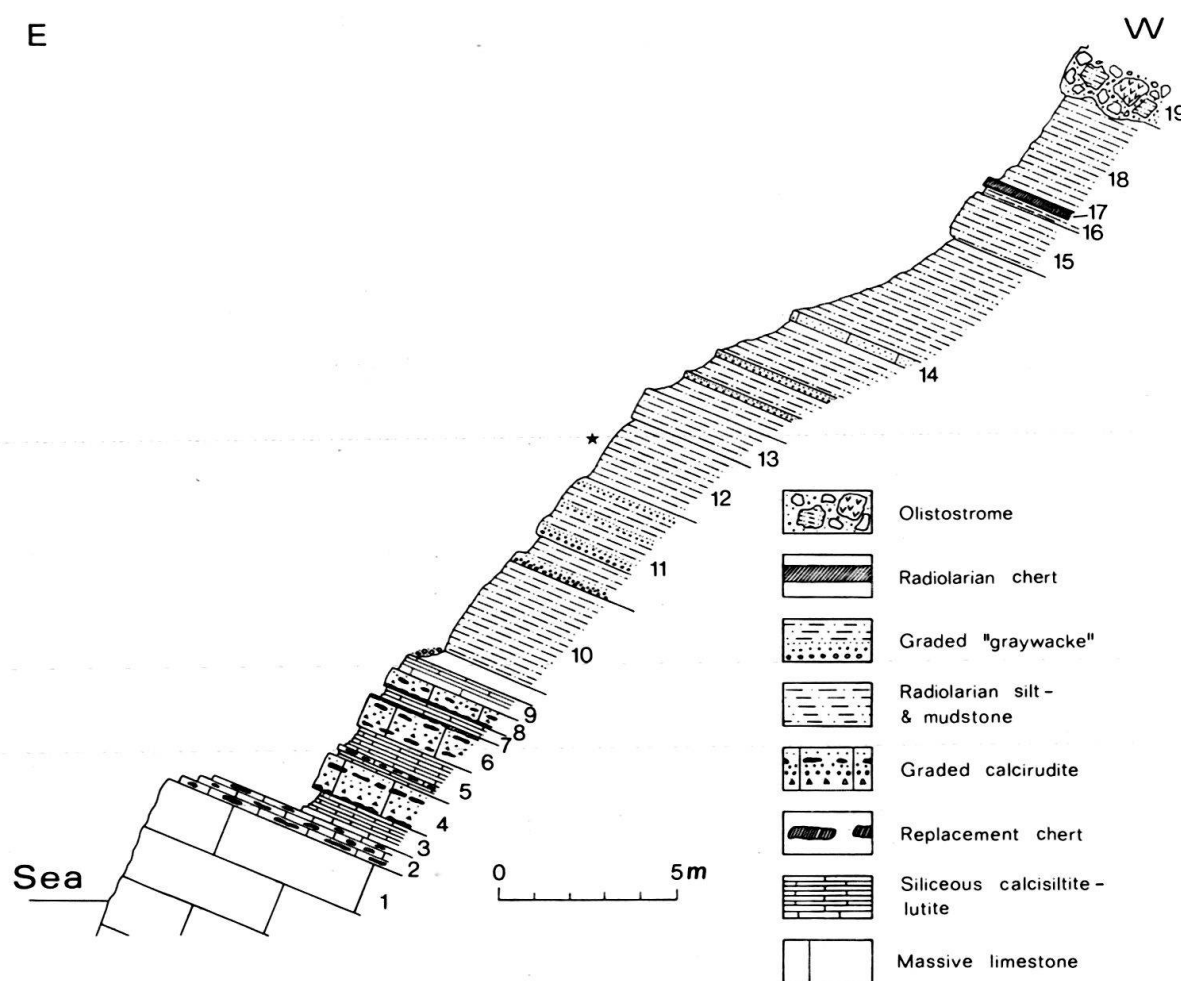 E
W
19
18
17
16
15
14
13
12
11
10
9
8
7
6
5
4
3
2
1
Sea
0 5m
Olistostrome
Radiolarian chert
Graded "graywacke"
Radiolarian silt-
& mudstone
Graded calcirudite
Replacement chert
Siliceous calcisiltite-
lutite
Massive limestone